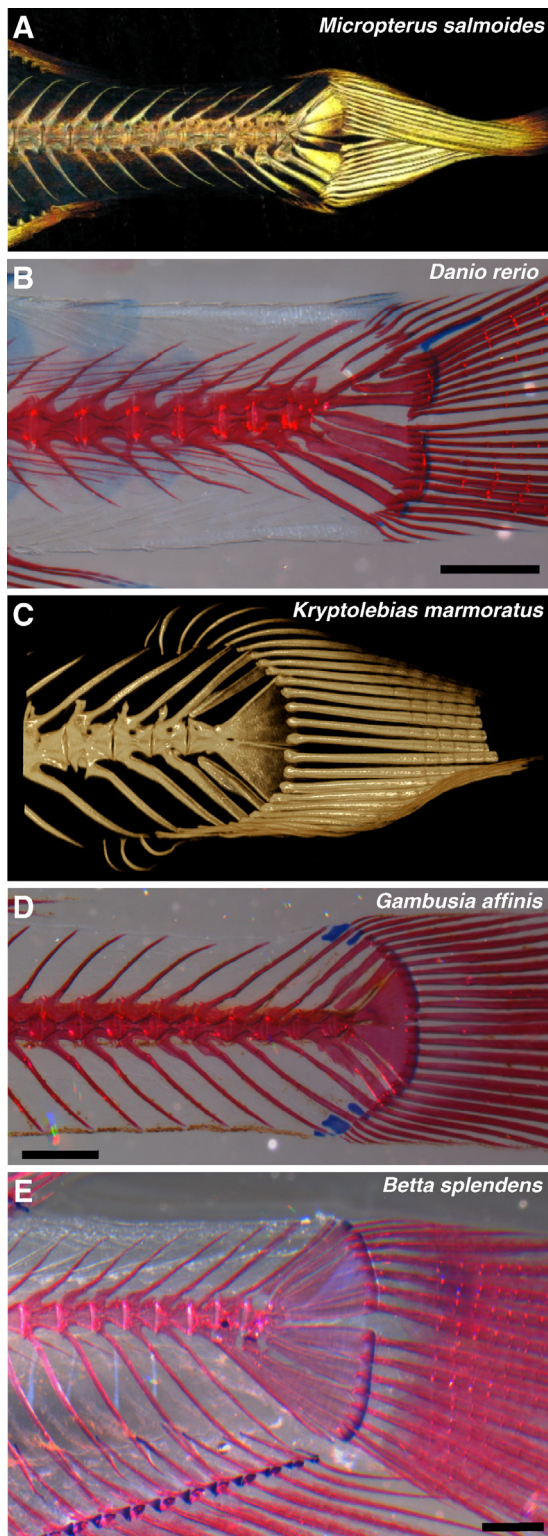 A
Micropterus salmoides
B
Danio rerio
C
Kryptolebias marmoratus
D
Gambusia affinis
E
Betta splendens